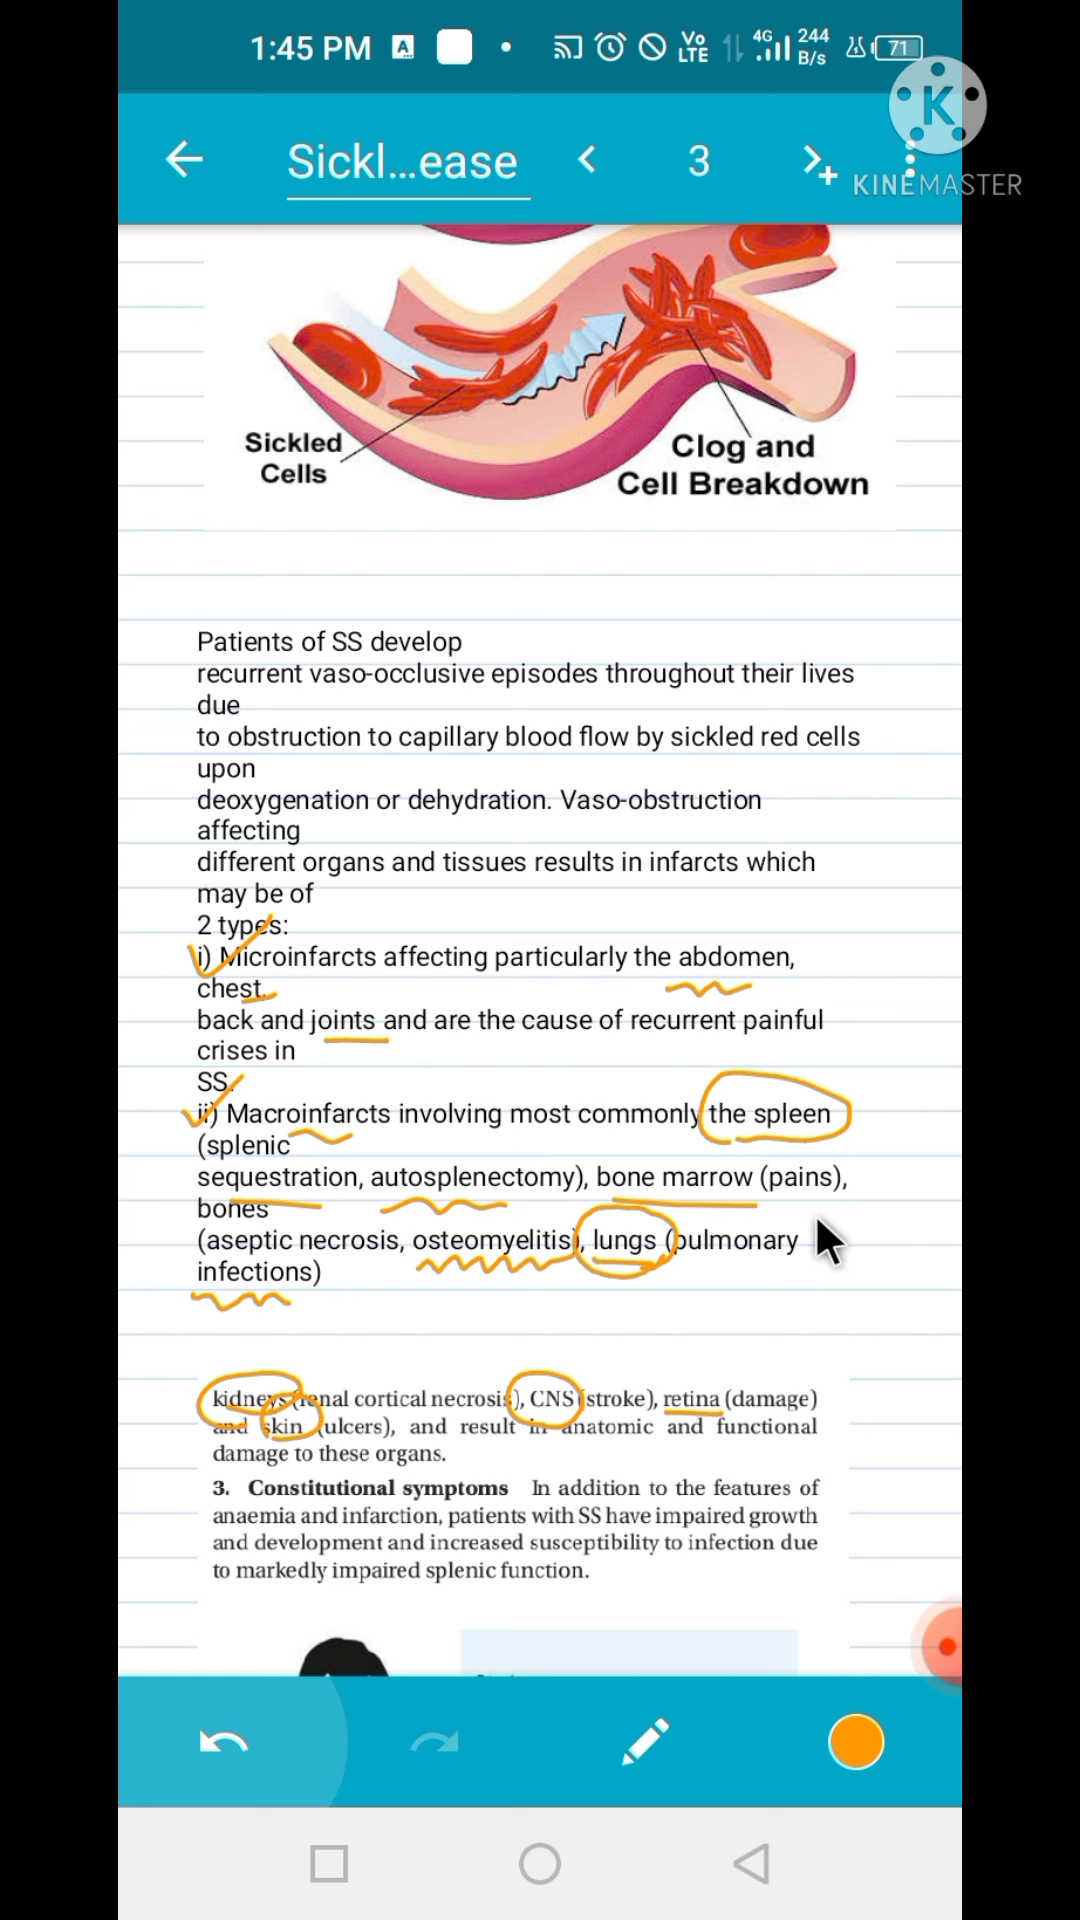 1:45 PM A Vo LTE 4G 244 B/s 71
K
KINEMASTER
Sickl...ease 3
Sickled
Cells
Clog and
Cell Breakdown
Patients of SS develop
recurrent vaso-occlusive episodes throughout their lives
due
to obstruction to capillary blood flow by sickled red cells
upon
deoxygenation or dehydration. Vaso-obstruction
affecting
different organs and tissues results in infarcts which
may be of
2 types:
i) Microinfarcts affecting particularly the abdomen,
chest.
back and joints and are the cause of recurrent painful
crises in
SS.
ii) Macroinfarcts involving most commonly the spleen
(splenic
sequestration, autosplenectomy), bone marrow (pains),
bones
(aseptic necrosis, osteomyelitis), lungs (pulmonary
infections)
kidneys (renal cortical necrosis), CNS (stroke), retina (damage)
and skin (ulcers), and result in anatomic and functional
damage to these organs.
3. Constitutional symptoms In addition to the features of
anaemia and infarction, patients with SS have impaired growth
and development and increased susceptibility to infection due
to markedly impaired splenic function.